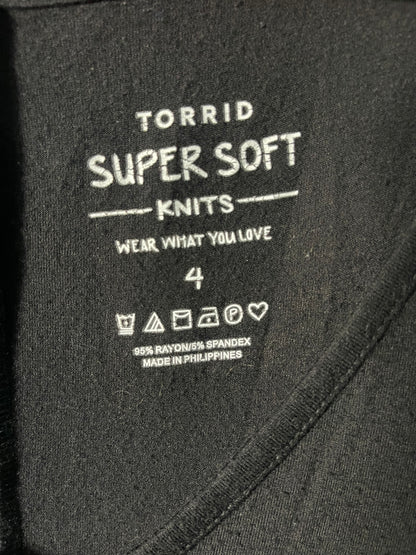 TORRID
SUPER SOFT
KNITS
WEAR WHAT YOU LOVE
4
95% RAYON/5% SPANDEX
MADE IN PHILIPPINES